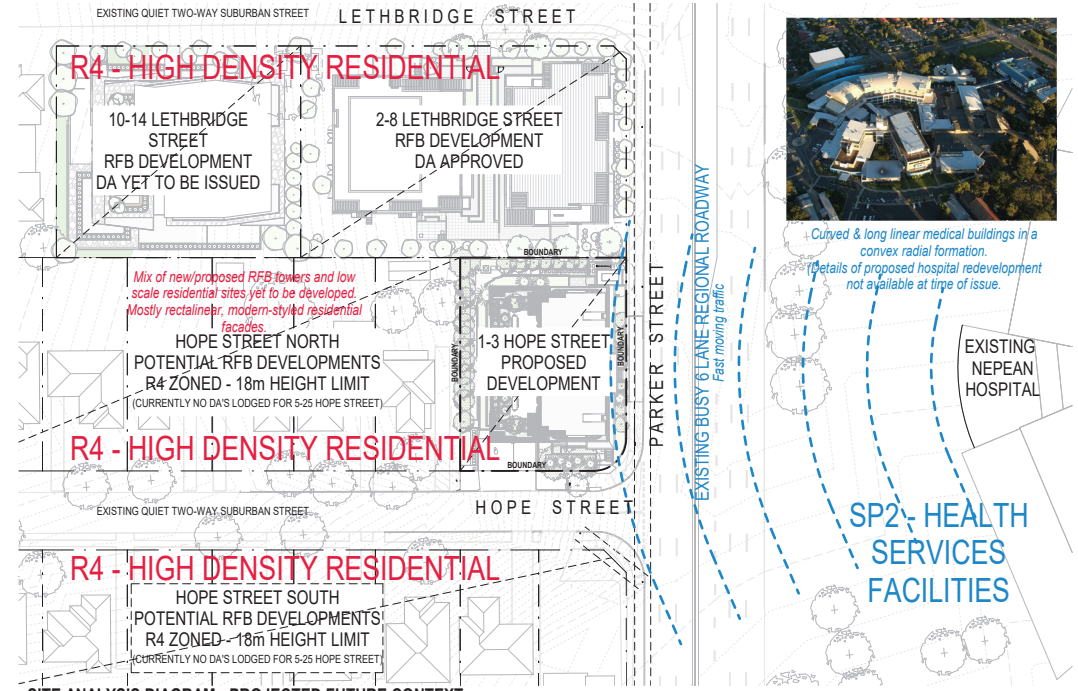 EXISTING QUIET TWO-WAY SUBURBAN STREET
LETHBRIDGE STREET
R4 - HIGH DENSITY RESIDENTIAL
10-14 LETHBRIDGE
STREET
RFB DEVELOPMENT
DA YET TO BE ISSUED
2-8 LETHBRIDGE STREET
RFB DEVELOPMENT
DA APPROVED
Curved & long linear medical buildings in a
convex radial formation.
(Details of proposed hospital redevelopment
not available at time of issue.
BOUNDARY
Mix of new/proposed RFB towers and low
scale residential sites yet to be developed.
Mostly rectalinear, modern-styled residential
facades.
HOPE STREET NORTH
POTENTIAL RFB DEVELOPMENTS
R4 ZONED - 18m HEIGHT LIMIT
(CURRENTLY NO DA'S LODGED FOR 5-25 HOPE STREET)
BOUNDARY
1-3 HOPE STREET
PROPOSED
DEVELOPMENT
BOUNDARY
PARKER STREET
EXISTING BUSY 6 LANE REGIONAL ROADWAY
Fast moving traffic
EXISTING
NEPEAN
HOSPITAL
R4 - HIGH DENSITY RESIDENTIAL
BOUNDARY
EXISTING QUIET TWO-WAY SUBURBAN STREET
HOPE STREET
SP2 - HEALTH
SERVICES
FACILITIES
R4 - HIGH DENSITY RESIDENTIAL
HOPE STREET SOUTH
POTENTIAL RFB DEVELOPMENTS
R4 ZONED - 18m HEIGHT LIMIT
(CURRENTLY NO DA'S LODGED FOR 5-25 HOPE STREET)
SITE ANALYSIS DIAGRAM - PROJECTED FUTURE CONTEXT